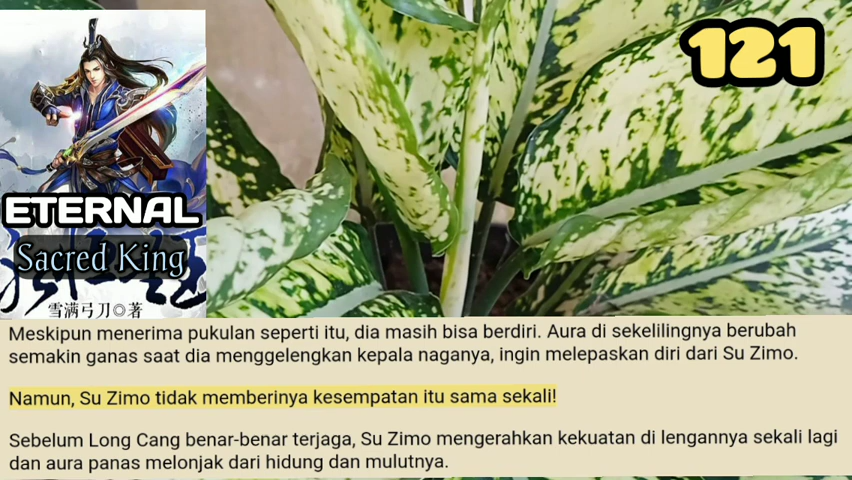 121
ETERNAL
Sacred King
雪满弓刀◎著
Meskipun menerima pukulan seperti itu, dia masih bisa berdiri. Aura di sekelilingnya berubah
semakin ganas saat dia menggelengkan kepala naganya, ingin melepaskan diri dari Su Zimo.
Namun, Su Zimo tidak memberinya kesempatan itu sama sekali!
Sebelum Long Cang benar-benar terjaga, Su Zimo mengerahkan kekuatan di lengannya sekali lagi
dan aura panas melonjak dari hidung dan mulutnya.